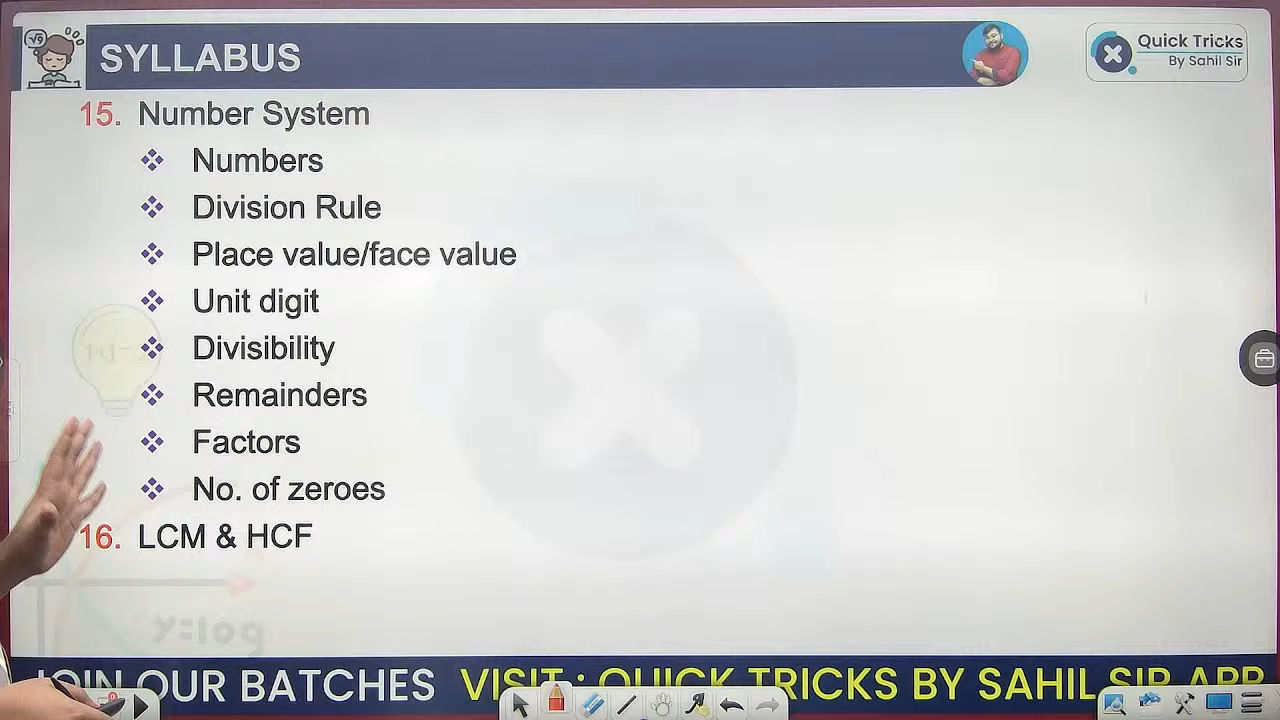 SYLLABUS
Quick Tricks
By Sahil Sir
15. Number System
❖ Numbers
❖ Division Rule
❖ Place value/face value
❖ Unit digit
❖ Divisibility
❖ Remainders
❖ Factors
❖ No. of zeroes
16. LCM & HCF
y=log
JOIN OUR BATCHES VISIT : QUICK TRICKS BY SAHIL SIR APP